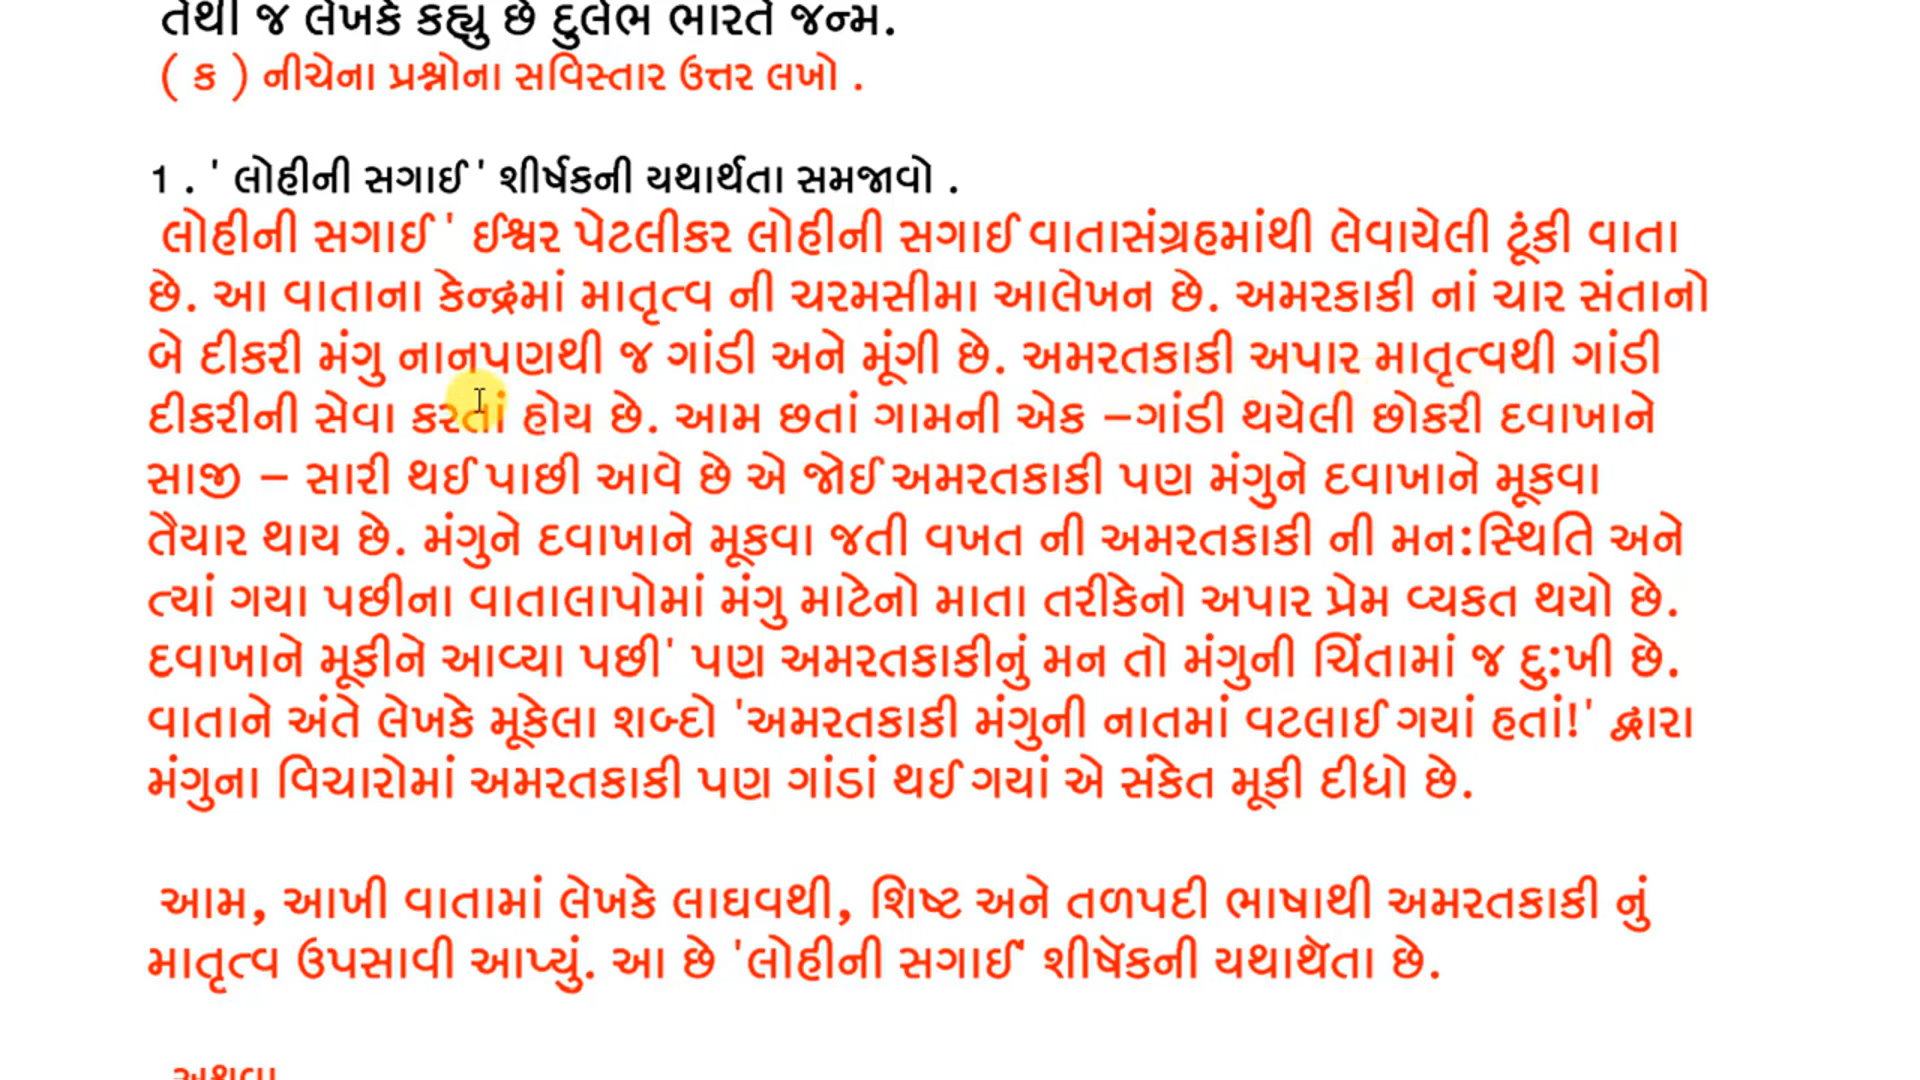 તેથી જ લેખકે કહ્યુ છે દુર્લભ ભારતે જન્મ.
( ક ) નીચેના પ્રશ્નોના સવિસ્તાર ઉત્તર લખો .
1 . ' લોહીની સગાઈ ' શીર્ષકની યથાર્થતા સમજાવો .
લોહીની સગાઈ ' ઈશ્વર પેટલીકર લોહીની સગાઈ વાતાસંગ્રહમાંથી લેવાયેલી ટૂંકી વાતા
છે. આ વાતાના કેન્દ્રમાં માતૃત્વ ની ચરમસીમા આલેખન છે. અમરકાકી નાં ચાર સંતાનો
બે દીકરી મંગુ નાનપણથી જ ગાંડી અને મૂંગી છે. અમરતકાકી અપાર માતૃત્વથી ગાંડી
દીકરીની સેવા કરતાં હોય છે. આમ છતાં ગામની એક –ગાંડી થયેલી છોકરી દવાખાને
સાજી – સારી થઈ પાછી આવે છે એ જોઈ અમરતકાકી પણ મંગુને દવાખાને મૂકવા
તૈયાર થાય છે. મંગુને દવાખાને મૂકવા જતી વખત ની અમરતકાકી ની મન:સ્થિતિ અને
ત્યાં ગયા પછીના વાતાલાપોમાં મંગુ માટેનો માતા તરીકેનો અપાર પ્રેમ વ્યકત થયો છે.
દવાખાને મૂકીને આવ્યા પછી' પણ અમરતકાકીનું મન તો મંગુની ચિંતામાં જ દુ:ખી છે.
વાતાને અંતે લેખકે મૂકેલા શબ્દો 'અમરતકાકી મંગુની નાતમાં વટલાઈ ગયાં હતાં!' દ્વારા
મંગુના વિચારોમાં અમરતકાકી પણ ગાંડાં થઈ ગયાં એ સંકેત મૂકી દીધો છે.
આમ, આખી વાતામાં લેખકે લાઘવથી, શિષ્ટ અને તળપદી ભાષાથી અમરતકાકી નું
માતૃત્વ ઉપસાવી આપ્યું. આ છે 'લોહીની સગાઈ' શીર્ષેકની યથાર્થેતા છે.
અથવા